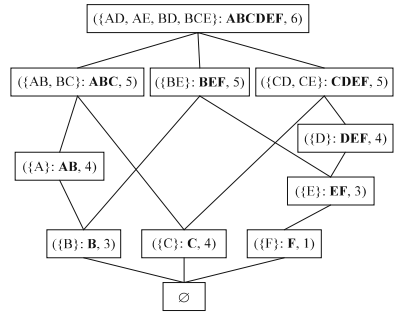 ({AD, AE, BD, BCE}: ABCDEF, 6)
({AB, BC}: ABC, 5) ({BE}: BEF, 5) ({CD, CE}: CDEF, 5)
({D}: DEF, 4)
({A}: AB, 4)
({E}: EF, 3)
({B}: B, 3) ({C}: C, 4) ({F}: F, 1)
∅